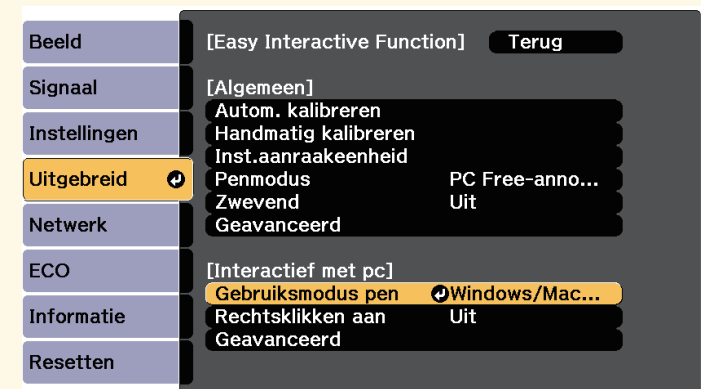 Beeld
Signaal
Instellingen
Uitgebreid
Netwerk
ECO
Informatie
Resetten
[Easy Interactive Function] Terug
[Algemeen]
Autom. kalibreren
Handmatig kalibreren
Inst.aanraakeenheid
Penmodus PC Free-anno...
Zwevend Uit
Geavanceerd
[Interactief met pc]
Gebruiksmodus pen Windows/Mac...
Rechtsklikken aan Uit
Geavanceerd